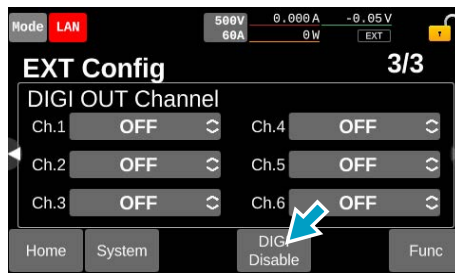 Mode LAN 500V 60A 0.000A 0W -0.05V EXT
EXT Config 3/3
DIGI OUT Channel
Ch.1 OFF Ch.4 OFF
Ch.2 OFF Ch.5 OFF
Ch.3 OFF Ch.6 OFF
Home System DIGI Disable Func